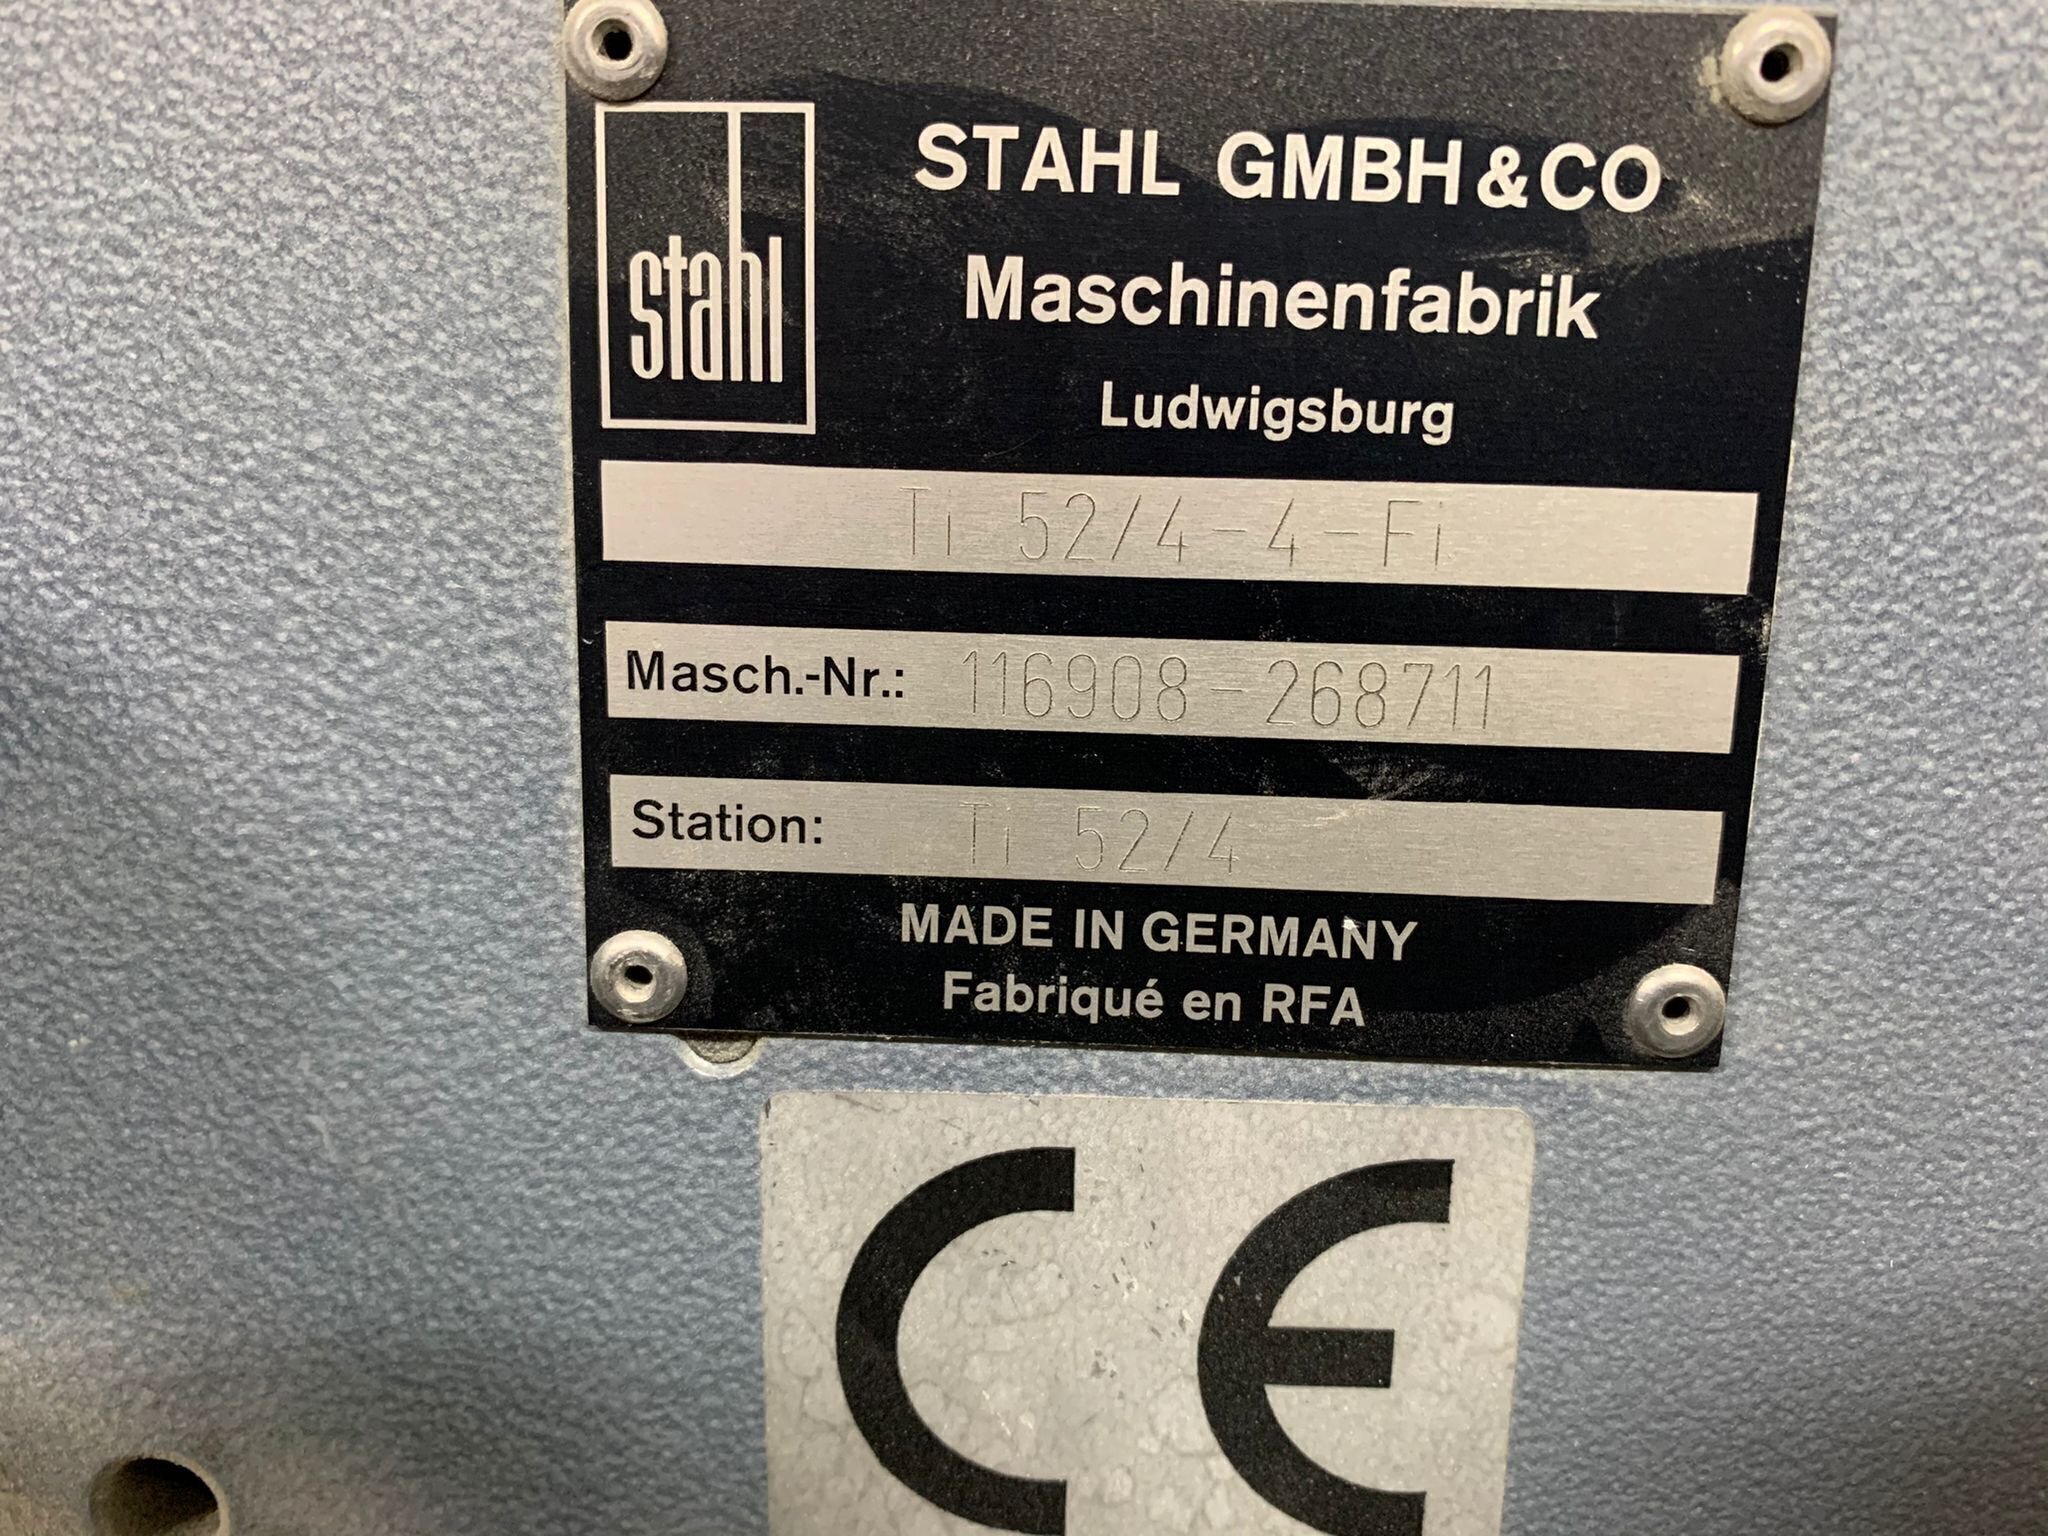 stahl
STAHL GMBH & CO
Maschinenfabrik
Ludwigsburg
Ti 52/4-4-Fi
Masch.-Nr.: 116908-268711
Station: Ti 52/4
MADE IN GERMANY
Fabriqué en RFA
CE